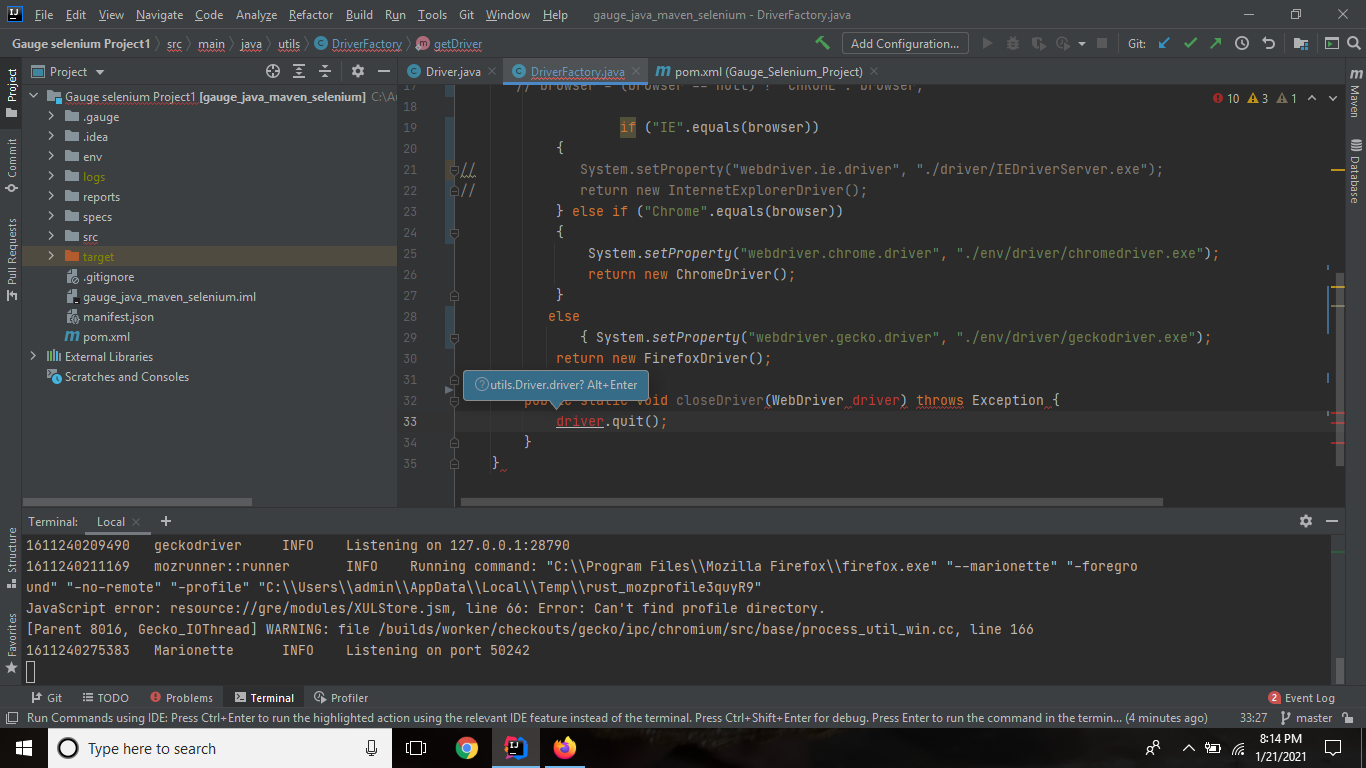 File Edit View Navigate Code Analyze Refactor Build Run Tools Git Window Help gauge_java_maven_selenium - DriverFactory.java
Gauge selenium Project1 src main java utils DriverFactory getDriver Add Configuration... Git:
Project Driver.java DriverFactory.java pom.xml (Gauge_Selenium_Project)
Gauge selenium Project1 [gauge_java_maven_selenium] C:\A
.gauge
.idea
env
logs
reports
specs
src
target
.gitignore
gauge_java_maven_selenium.iml
manifest.json
pom.xml
External Libraries
Scratches and Consoles
10 3 1
17 // browser = (browser == null) ? "CHROME": browser;
18
19 if ("IE".equals(browser))
20 {
21 // System.setProperty("webdriver.ie.driver", "./driver/IEDriverServer.exe");
22 // return new InternetExplorerDriver();
23 } else if ("Chrome".equals(browser))
24 {
25 System.setProperty("webdriver.chrome.driver", "./env/driver/chromedriver.exe");
26 return new ChromeDriver();
27 }
28 else
29 { System.setProperty("webdriver.gecko.driver", "./env/driver/geckodriver.exe");
30 return new FirefoxDriver();
31
utils.Driver.driver? Alt+Enter
32 public static void closeDriver(WebDriver driver) throws Exception {
33 driver.quit();
34 }
35 }
Project
Commit
Pull Requests
Structure
Favorites
Maven
Database
Terminal: Local
1611240209490 geckodriver INFO Listening on 127.0.0.1:28790
1611240211169 mozrunner::runner INFO Running command: "C:\\Program Files\\Mozilla Firefox\\firefox.exe" "--marionette" "-foregro
und" "-no-remote" "-profile" "C:\\Users\\admin\\AppData\\Local\\Temp\\rust_mozprofile3quyR9"
JavaScript error: resource://gre/modules/XULStore.jsm, line 66: Error: Can't find profile directory.
[Parent 8016, Gecko_IOThread] WARNING: file /builds/worker/checkouts/gecko/ipc/chromium/src/base/process_util_win.cc, line 166
1611240275383 Marionette INFO Listening on port 50242
Git TODO Problems Terminal Profiler 2 Event Log
Run Commands using IDE: Press Ctrl+Enter to run the highlighted action using the relevant IDE feature instead of the terminal. Press Ctrl+Shift+Enter for debug. Press Enter to run the command in the termin... (4 minutes ago) 33:27 master
Type here to search
8:14 PM
1/21/2021